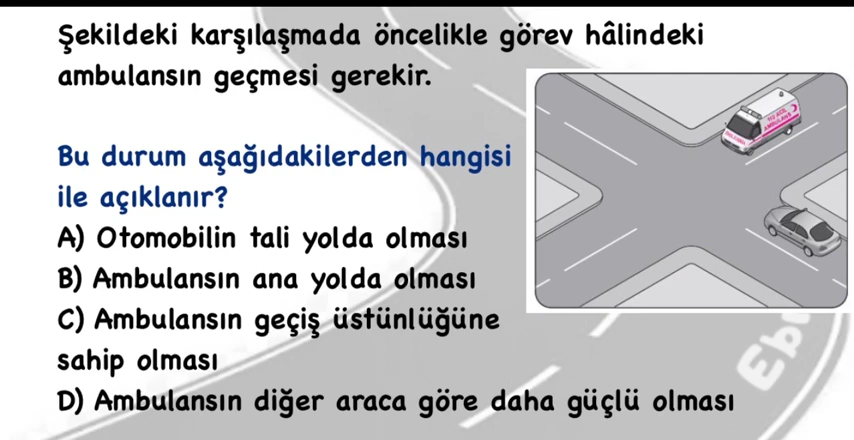 Şekildeki karşılaşmada öncelikle görev hâlindeki
ambulansın geçmesi gerekir.
Bu durum aşağıdakilerden hangisi
ile açıklanır?
A) Otomobilin tali yolda olması
B) Ambulansın ana yolda olması
C) Ambulansın geçiş üstünlüğüne
sahip olması
D) Ambulansın diğer araca göre daha güçlü olması
AMBULANS